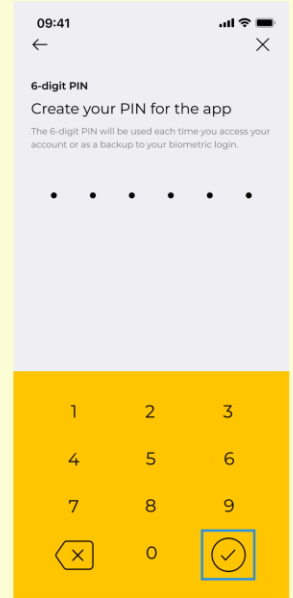 09:41
6-digit PIN
Create your PIN for the app
The 6-digit PIN will be used each time you access your
account or as a backup to your biometric login.
1 2 3
4 5 6
7 8 9
0